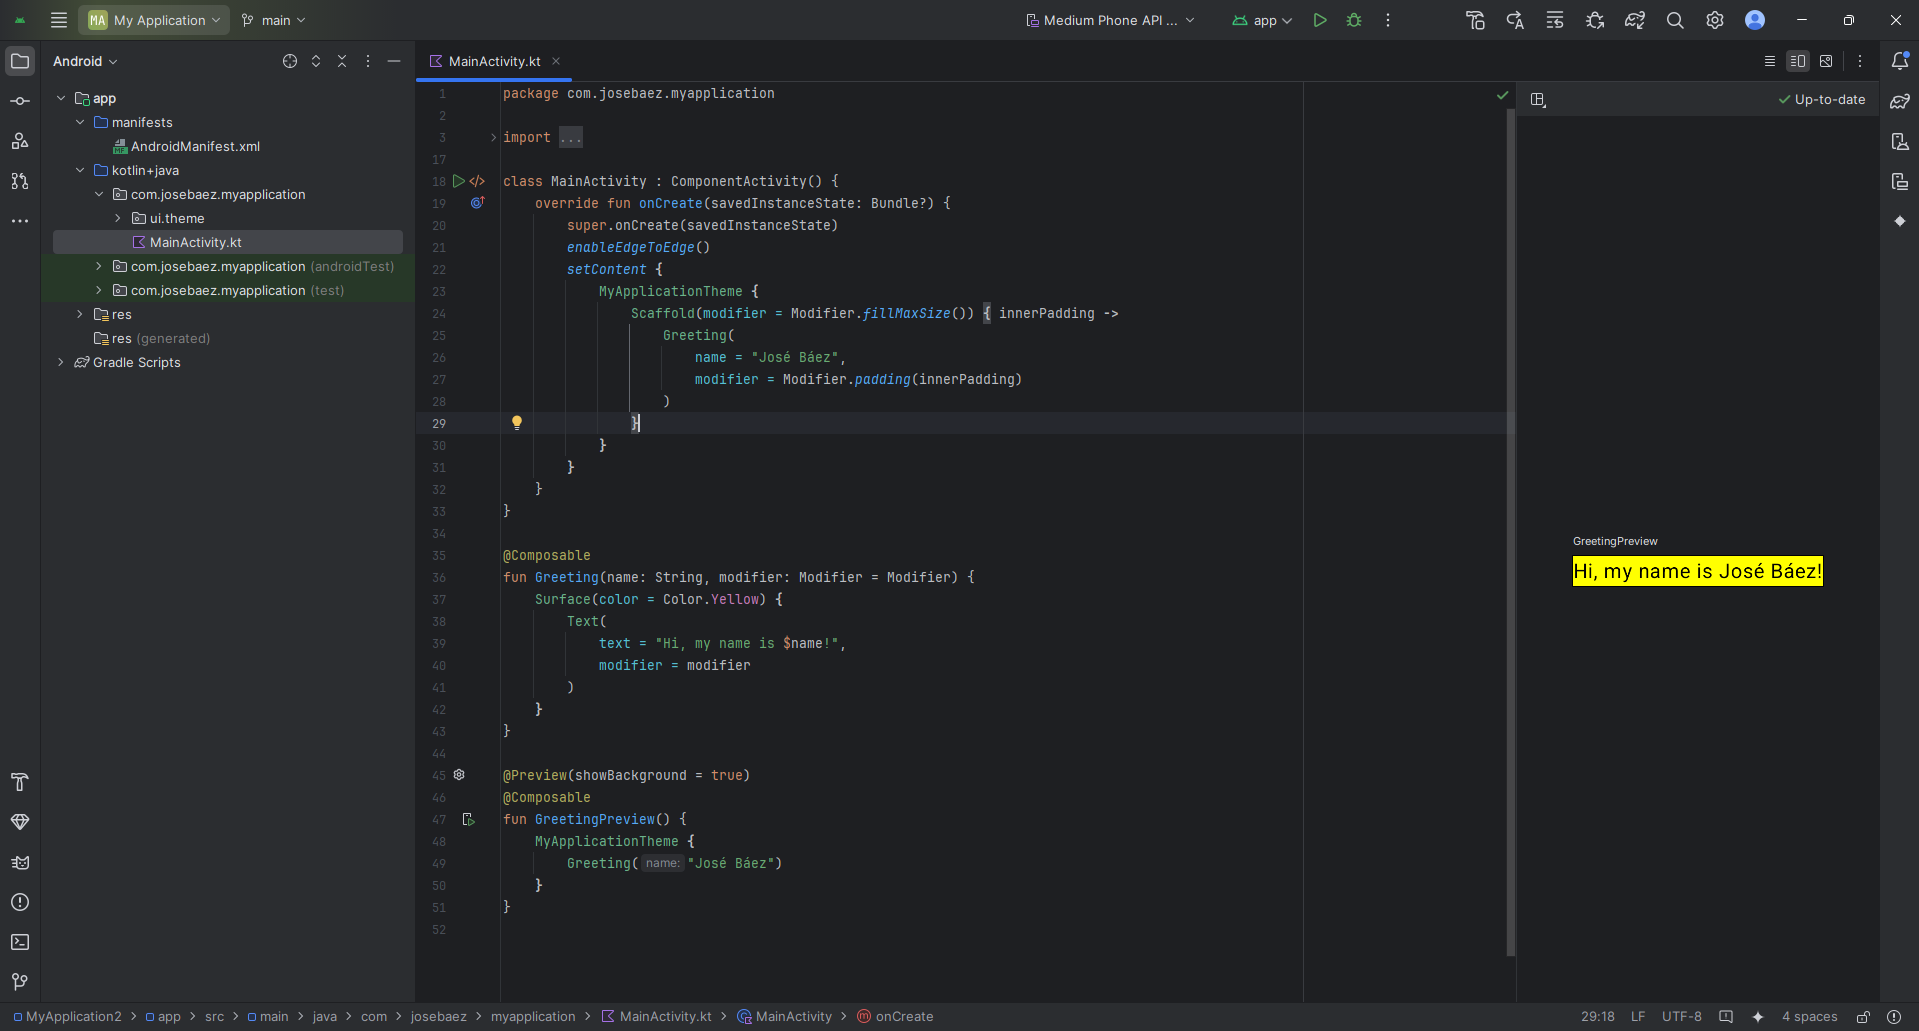 MA My Application
main
Medium Phone API ...
app
Android
MainActivity.kt
app
manifests
AndroidManifest.xml
kotlin+java
com.josebaez.myapplication
ui.theme
MainActivity.kt
com.josebaez.myapplication (androidTest)
com.josebaez.myapplication (test)
res
res (generated)
Gradle Scripts
1 package com.josebaez.myapplication
2
3 import ...
17
18 class MainActivity : ComponentActivity() {
19 override fun onCreate(savedInstanceState: Bundle?) {
20 super.onCreate(savedInstanceState)
21 enableEdgeToEdge()
22 setContent {
23 MyApplicationTheme {
24 Scaffold(modifier = Modifier.fillMaxSize()) { innerPadding ->
25 Greeting(
26 name = "José Báez",
27 modifier = Modifier.padding(innerPadding)
28 )
29 }
30 }
31 }
32 }
33 }
34
35 @Composable
36 fun Greeting(name: String, modifier: Modifier = Modifier) {
37 Surface(color = Color.Yellow) {
38 Text(
39 text = "Hi, my name is $name!",
40 modifier = modifier
41 )
42 }
43 }
44
45 @Preview(showBackground = true)
46 @Composable
47 fun GreetingPreview() {
48 MyApplicationTheme {
49 Greeting( name: "José Báez")
50 }
51 }
52
Up-to-date
GreetingPreview
Hi, my name is José Báez!
MyApplication2 > app > src > main > java > com > josebaez > myapplication > MainActivity.kt > MainActivity > onCreate
29:18 LF UTF-8 4 spaces